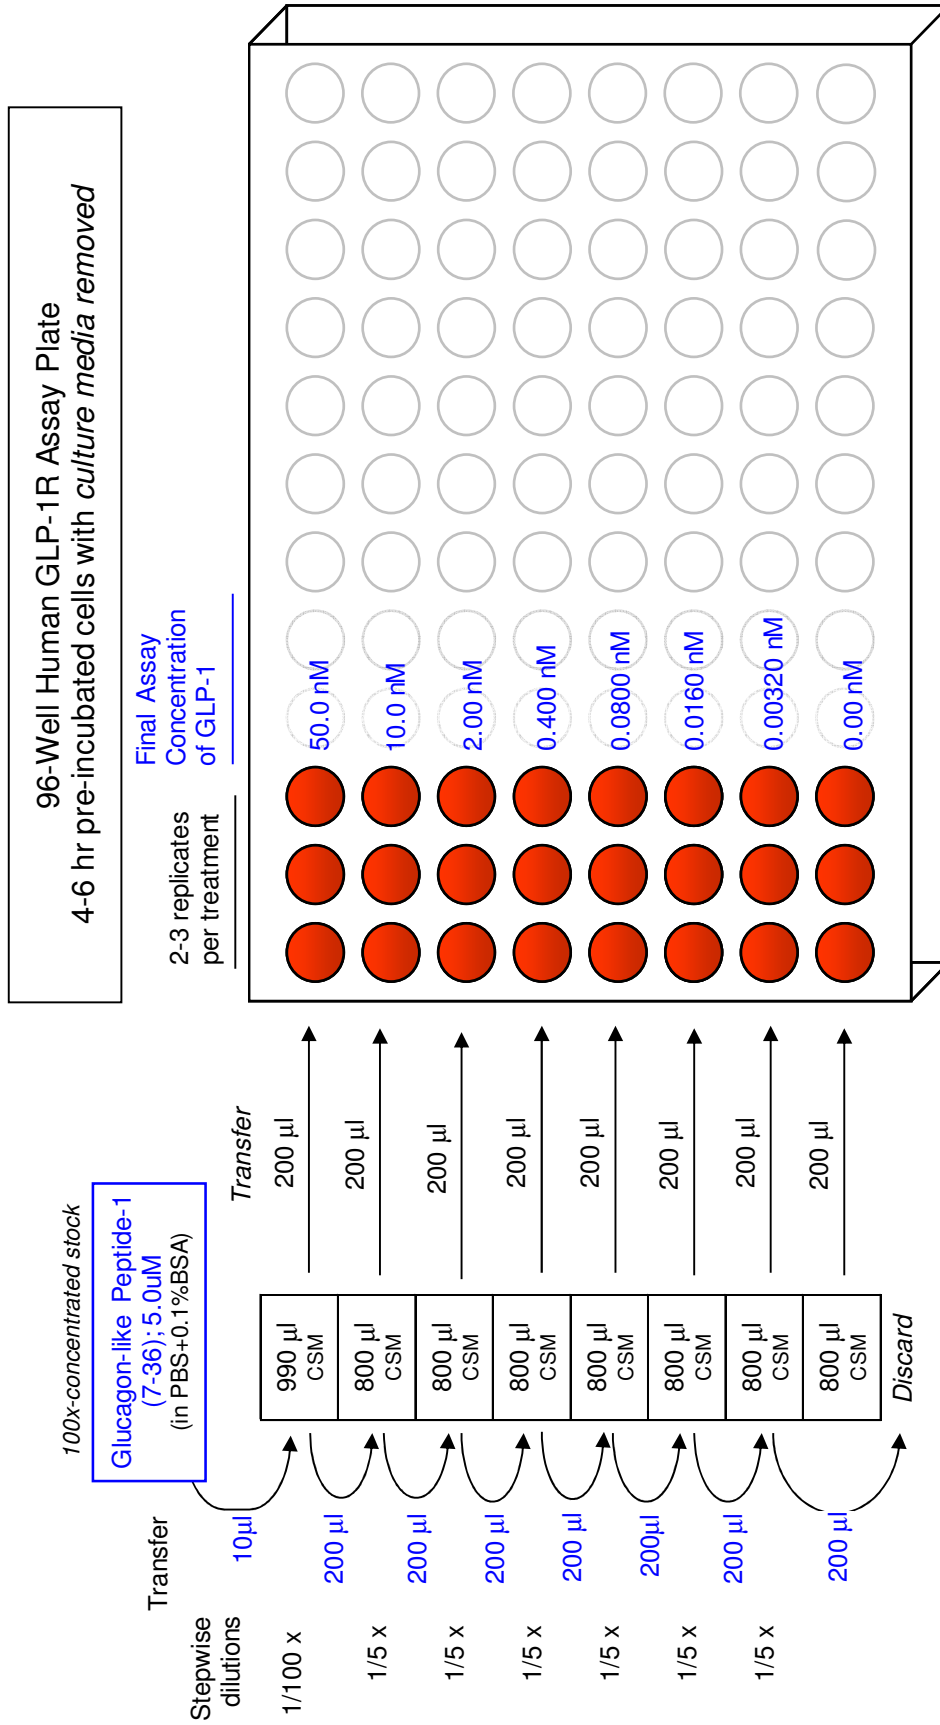 96-Well Human GLP-1R Assay Plate
4-6 hr pre-incubated cells with culture media removed
100x-concentrated stock
Glucagon-like Peptide-1
(7-36); 5.0uM
(in PBS+0.1%BSA)
Transfer
Stepwise
dilutions
Transfer
2-3 replicates
per treatment
Final Assay
Concentration
of GLP-1
1/100 x
10µl
990 µl
CSM
200 µl
50.0 nM
1/5 x
200 µl
800 µl
CSM
200 µl
10.0 nM
1/5 x
200 µl
800 µl
CSM
200 µl
2.00 nM
1/5 x
200 µl
800 µl
CSM
200 µl
0.400 nM
1/5 x
200 µl
800 µl
CSM
200 µl
0.0800 nM
1/5 x
200µl
800 µl
CSM
200 µl
0.0160 nM
1/5 x
200 µl
800 µl
CSM
200 µl
0.00320 nM
200 µl
800 µl
CSM
200 µl
0.00 nM
Discard